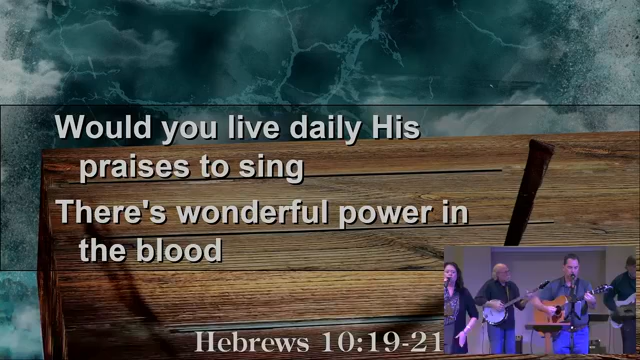 Would you live daily His
praises to sing
There's wonderful power in
the blood
Hebrews 10:19-21